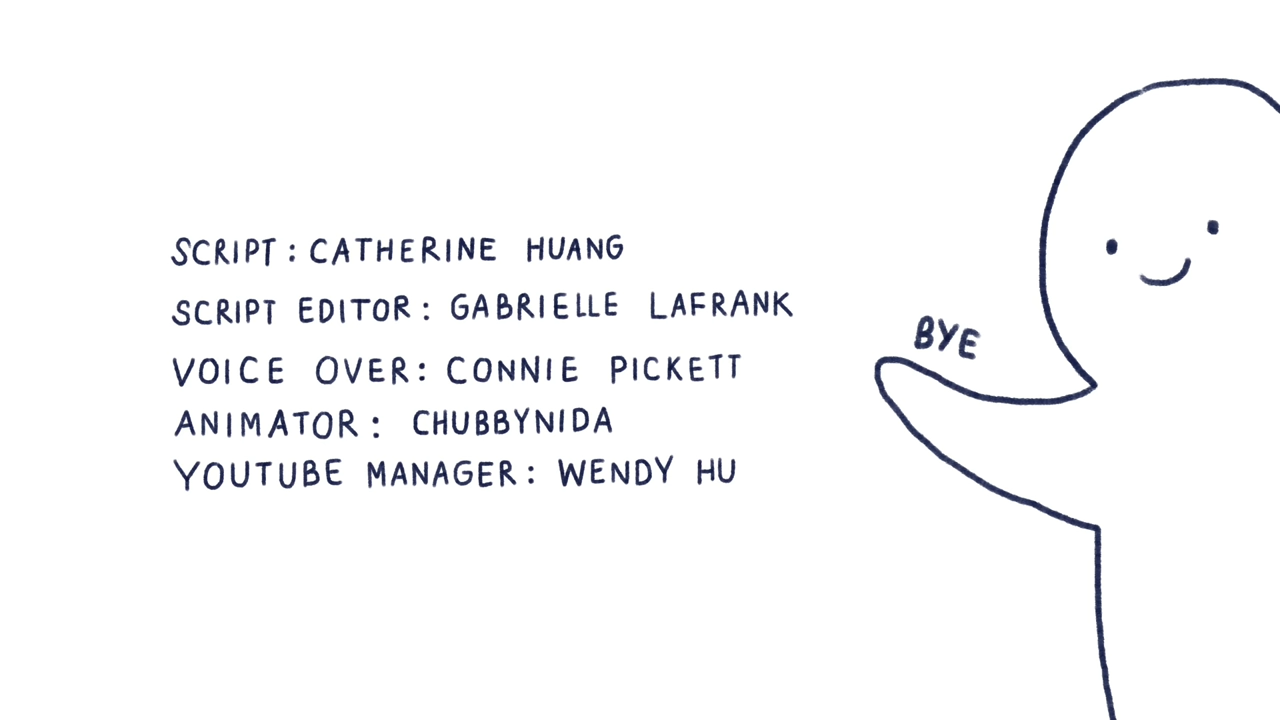 SCRIPT: CATHERINE HUANG
SCRIPT EDITOR: GABRIELLE LAFRANK
VOICE OVER: CONNIE PICKETT
ANIMATOR: CHUBBYNIDA
YOUTUBE MANAGER: WENDY HU
BYE